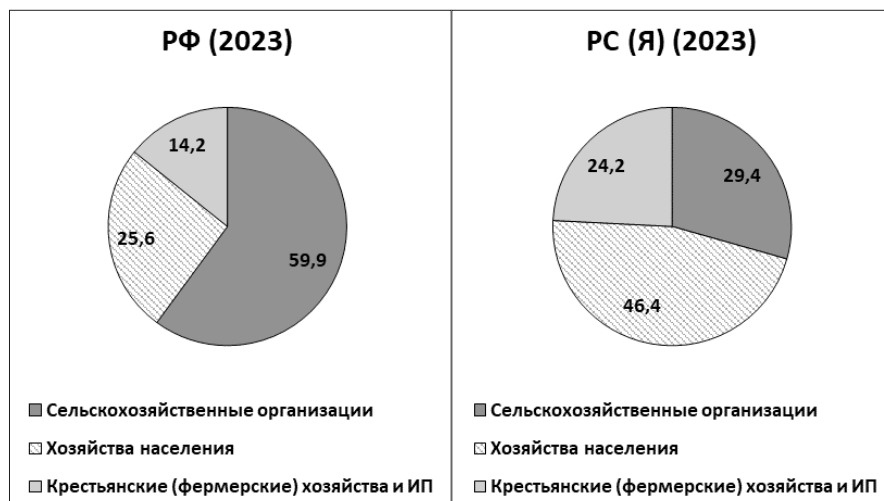 РФ (2023)
14,2
25,6
59,9
Сельскохозяйственные организации
Хозяйства населения
Крестьянские (фермерские) хозяйства и ИП
РС (Я) (2023)
24,2
29,4
46,4
Сельскохозяйственные организации
Хозяйства населения
Крестьянские (фермерские) хозяйства и ИП